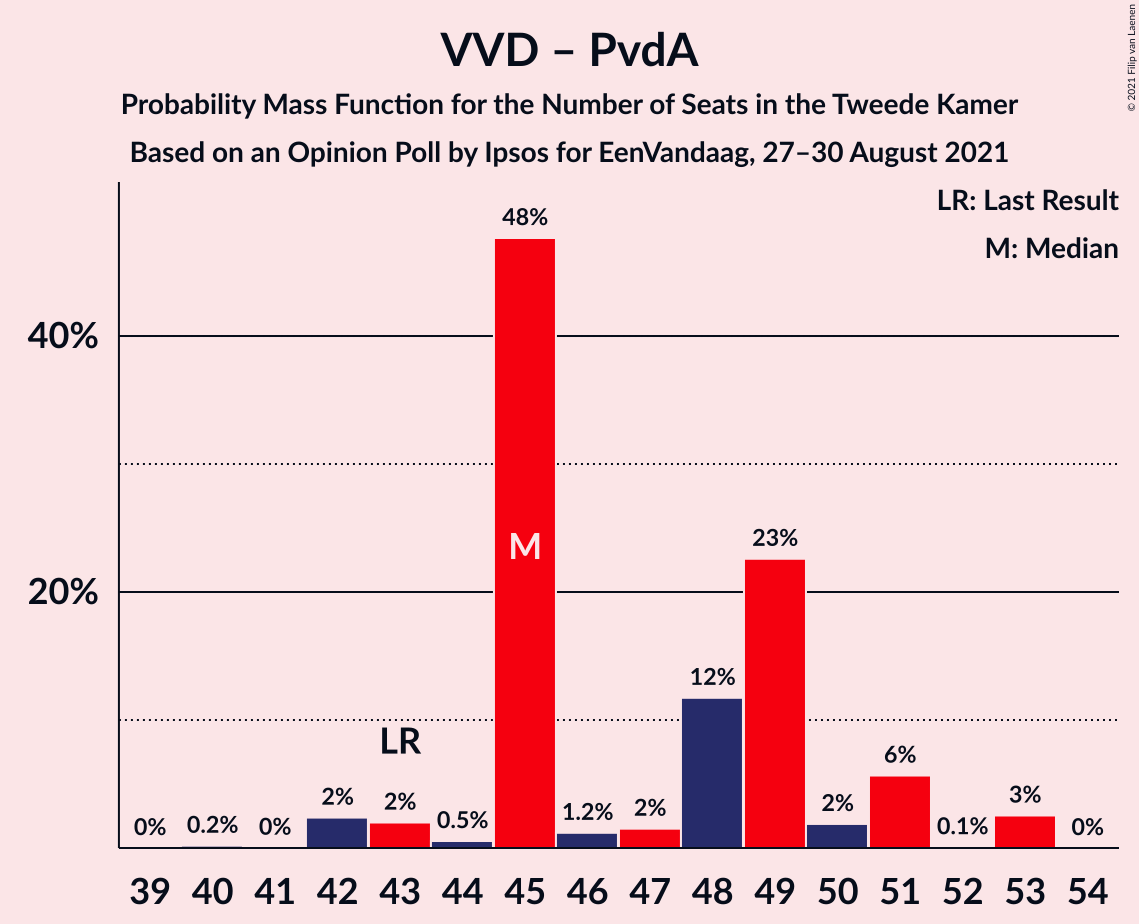 VVD – PvdA
Probability Mass Function for the Number of Seats in the Tweede Kamer
Based on an Opinion Poll by Ipsos for EenVandaag, 27–30 August 2021
© 2021 Filip van Laenen
LR: Last Result
M: Median
48%
40%
M
23%
20%
12%
LR
6%
0% 0.2% 0% 2% 2% 0.5% 1.2% 2% 2% 0.1% 3% 0%
39 40 41 42 43 44 45 46 47 48 49 50 51 52 53 54